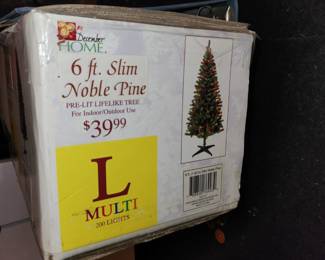 December
HOME
6 ft. Slim
Noble Pine
PRE-LIT LIFELIKE TREE
For Indoor/Outdoor Use
$39.99
L
MULTI
200 LIGHTS